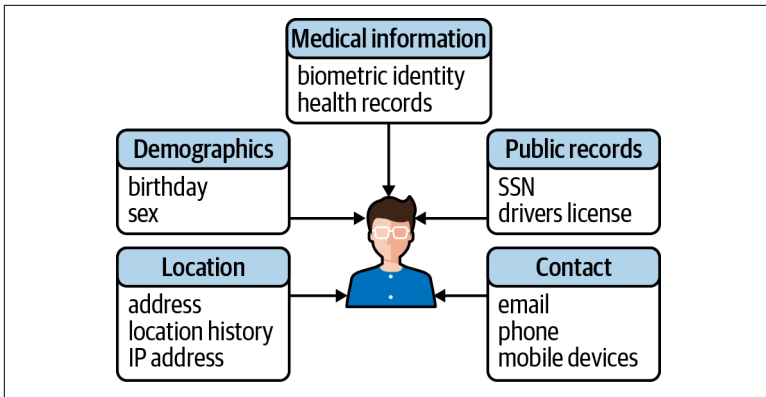 Medical information
biometric identity
health records
Demographics
birthday
sex
Public records
SSN
drivers license
Location
address
location history
IP address
Contact
email
phone
mobile devices